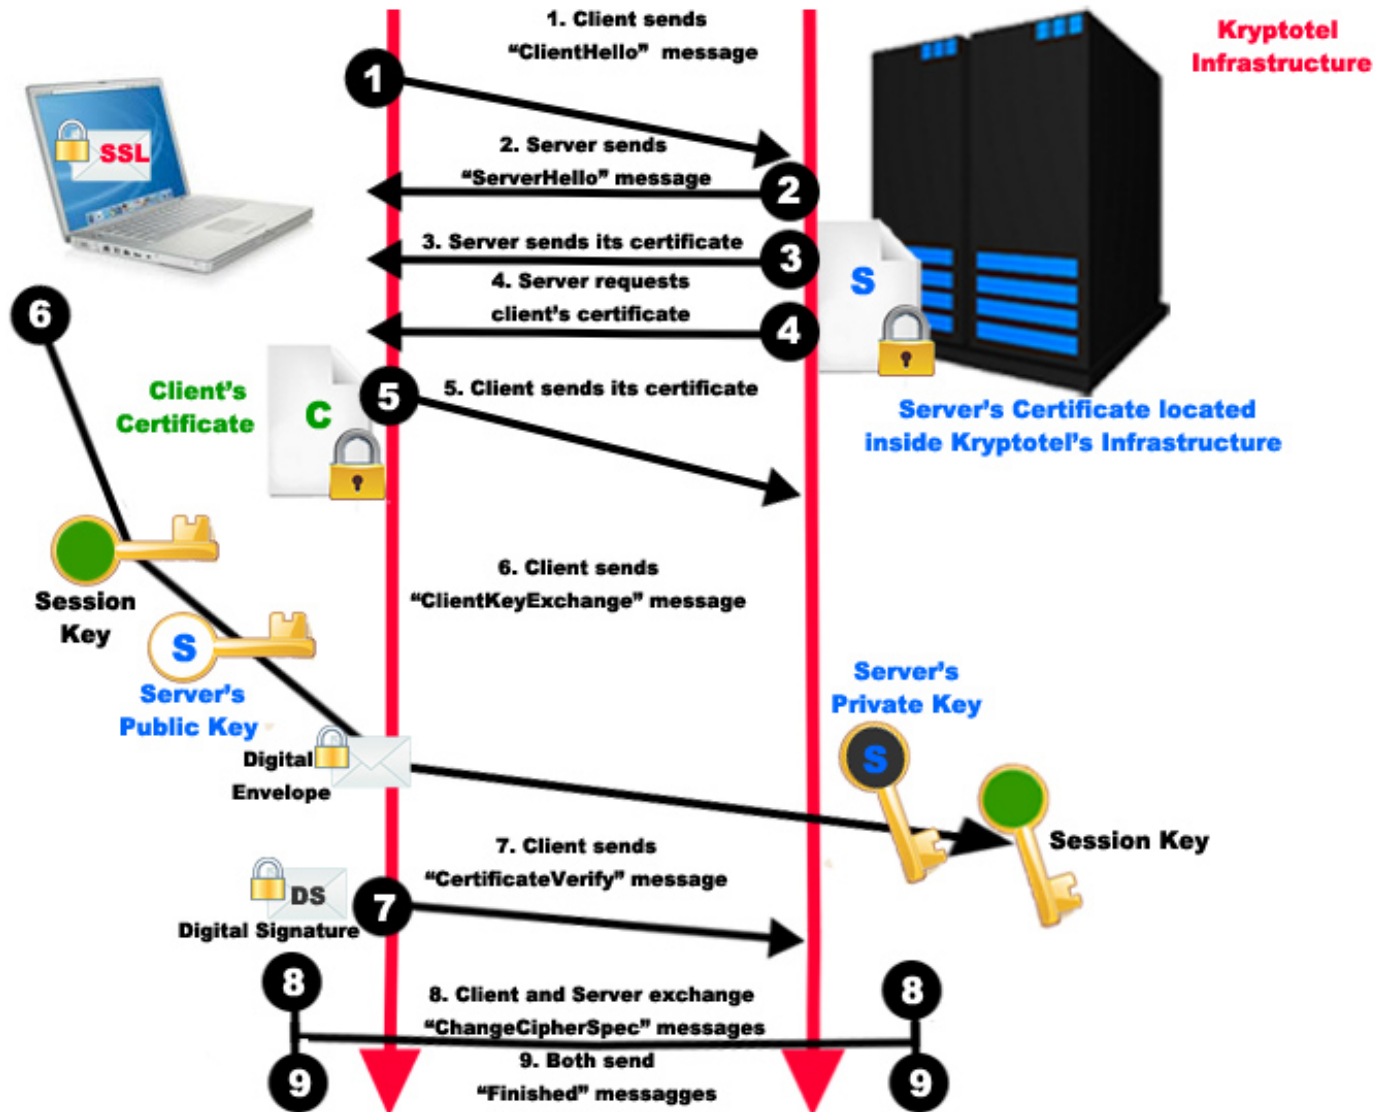 1. Client sends
“ClientHello” message
Kryptotel
Infrastructure
1
SSL
2. Server sends
“ServerHello” message
2
3. Server sends its certificate
3
S
4. Server requests
client’s certificate
4
6
Client’s
Certificate
C
5
5. Client sends its certificate
Server’s Certificate located
inside Kryptotel’s Infrastructure
6. Client sends
“ClientKeyExchange” message
Session
Key
S
Server’s
Public Key
Server’s
Private Key
S
Digital
Envelope
Session Key
7. Client sends
“CertificateVerify” message
DS
7
Digital Signature
8
8
8. Client and Server exchange
“ChangeCipherSpec” messages
9. Both send
“Finished” messagges
9
9